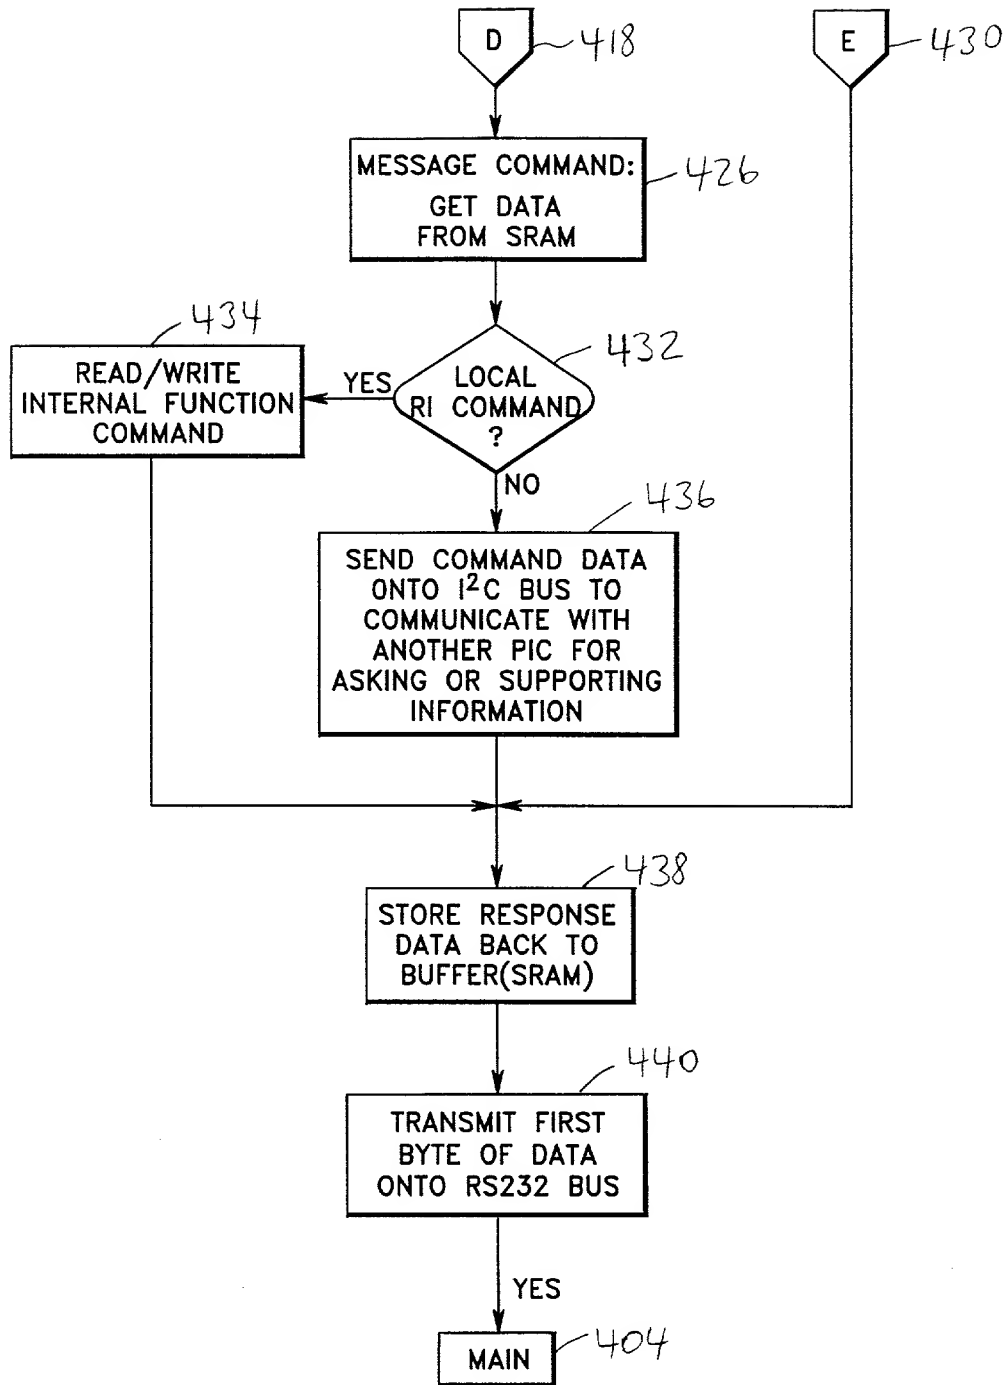 D
418
E
430
MESSAGE COMMAND:
GET DATA
FROM SRAM
426
434
432
READ/WRITE
INTERNAL FUNCTION
COMMAND
YES
LOCAL
RI COMMAND
?
NO
436
SEND COMMAND DATA
ONTO I²C BUS TO
COMMUNICATE WITH
ANOTHER PIC FOR
ASKING OR SUPPORTING
INFORMATION
438
STORE RESPONSE
DATA BACK TO
BUFFER(SRAM)
440
TRANSMIT FIRST
BYTE OF DATA
ONTO RS232 BUS
YES
MAIN
404